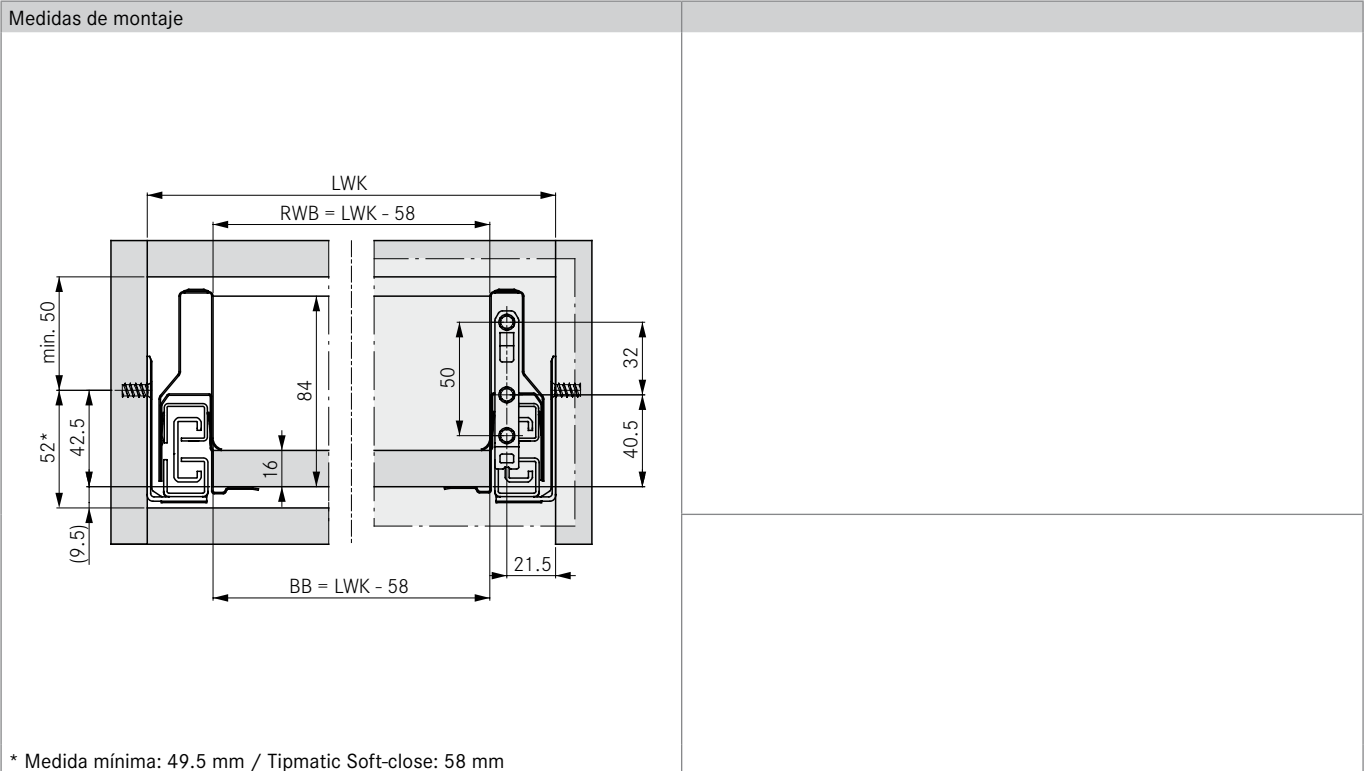 Medidas de montaje
LWK
RWB = LWK - 58
min. 50
52*
42.5
(9.5)
84
16
50
32
40.5
21.5
BB = LWK - 58
* Medida mínima: 49.5 mm / Tipmatic Soft-close: 58 mm